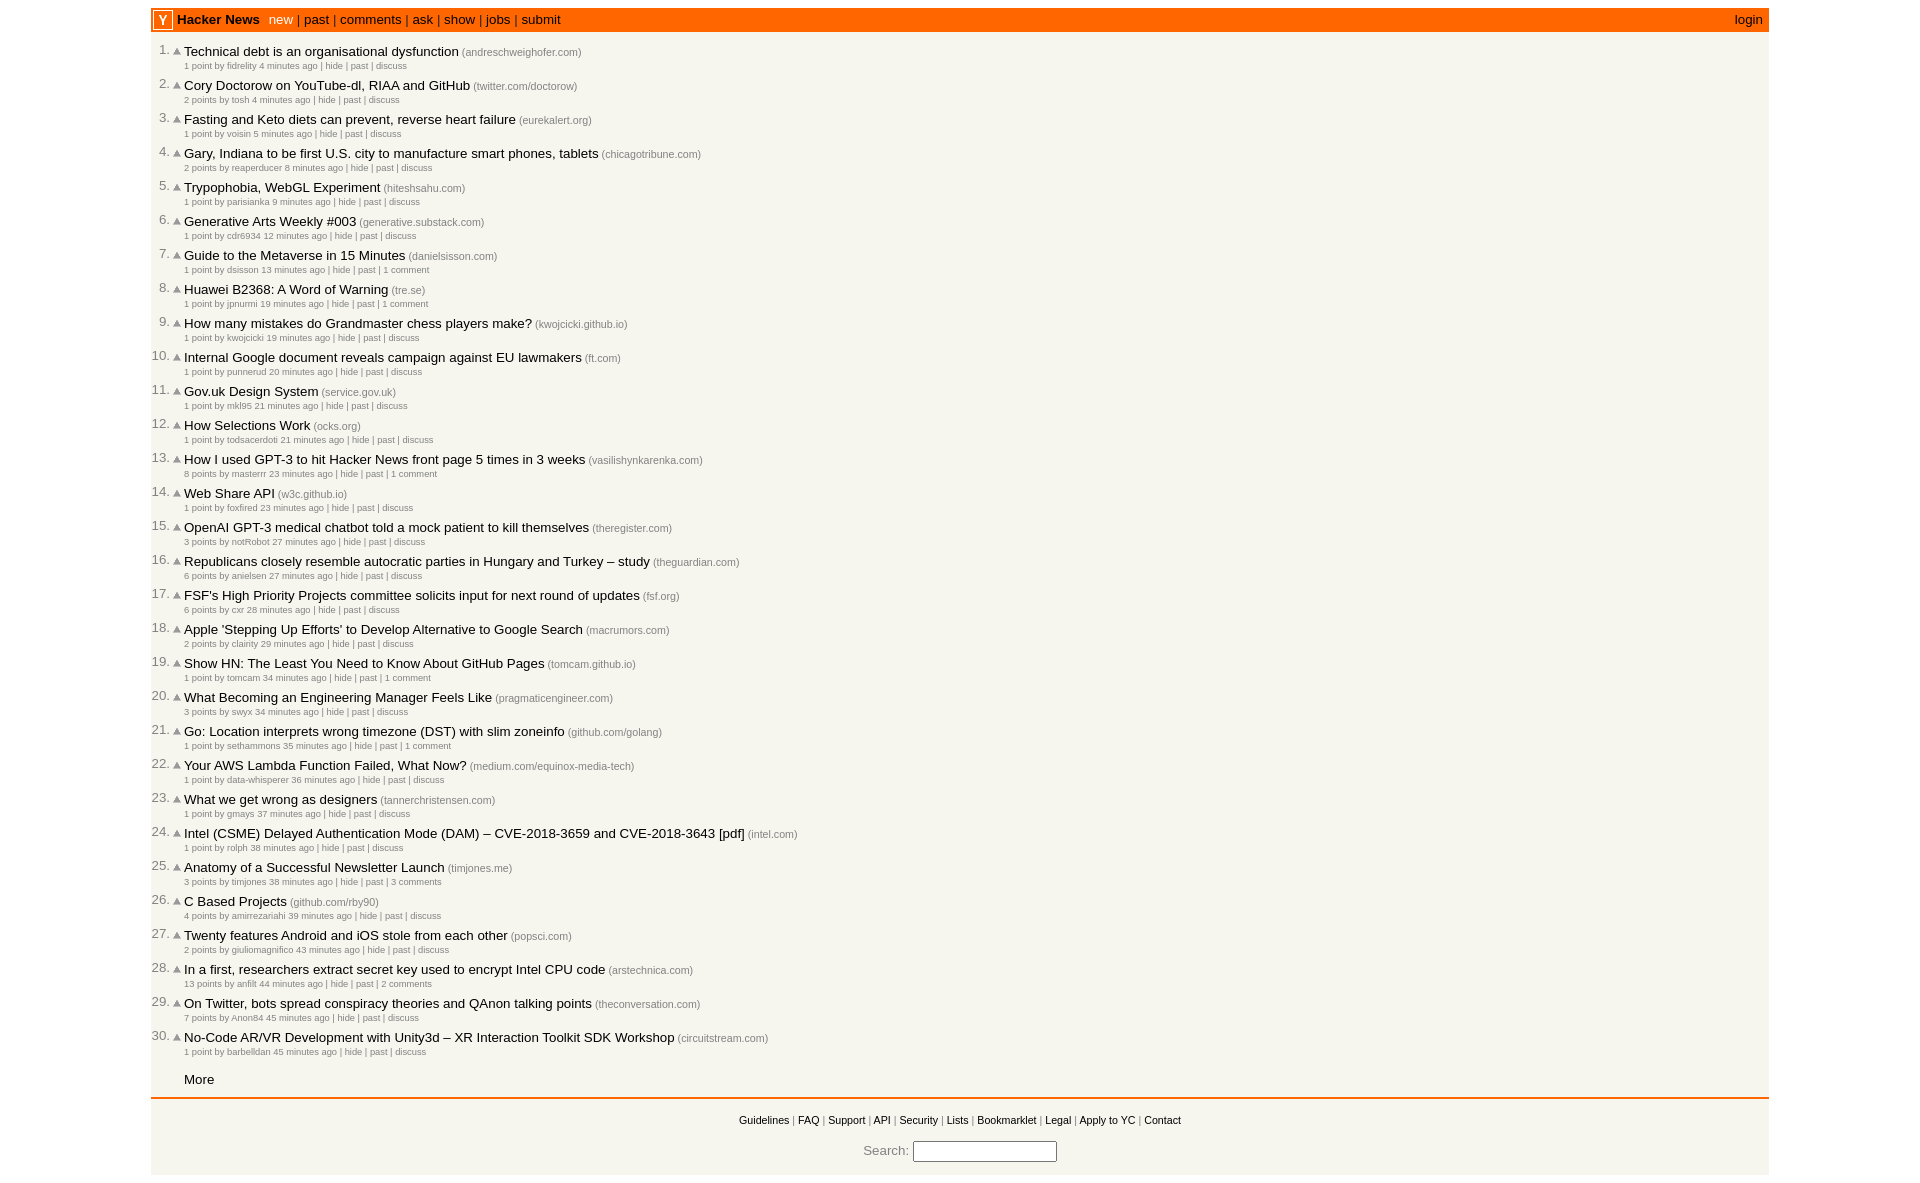 Y Hacker News new | past | comments | ask | show | jobs | submit login
1. Technical debt is an organisational dysfunction (andreschweighofer.com)
1 point by fidrelity 4 minutes ago | hide | past | discuss
2. Cory Doctorow on YouTube-dl, RIAA and GitHub (twitter.com/doctorow)
2 points by tosh 4 minutes ago | hide | past | discuss
3. Fasting and Keto diets can prevent, reverse heart failure (eurekalert.org)
1 point by voisin 5 minutes ago | hide | past | discuss
4. Gary, Indiana to be first U.S. city to manufacture smart phones, tablets (chicagotribune.com)
2 points by reaperducer 8 minutes ago | hide | past | discuss
5. Trypophobia, WebGL Experiment (hiteshsahu.com)
1 point by parisianka 9 minutes ago | hide | past | discuss
6. Generative Arts Weekly #003 (generative.substack.com)
1 point by cdr6934 12 minutes ago | hide | past | discuss
7. Guide to the Metaverse in 15 Minutes (danielsisson.com)
1 point by dsisson 13 minutes ago | hide | past | 1 comment
8. Huawei B2368: A Word of Warning (tre.se)
1 point by jpnurmi 19 minutes ago | hide | past | 1 comment
9. How many mistakes do Grandmaster chess players make? (kwojcicki.github.io)
1 point by kwojcicki 19 minutes ago | hide | past | discuss
10. Internal Google document reveals campaign against EU lawmakers (ft.com)
1 point by punnerud 20 minutes ago | hide | past | discuss
11. Gov.uk Design System (service.gov.uk)
1 point by mkl95 21 minutes ago | hide | past | discuss
12. How Selections Work (ocks.org)
1 point by todsacerdoti 21 minutes ago | hide | past | discuss
13. How I used GPT-3 to hit Hacker News front page 5 times in 3 weeks (vasilishynkarenka.com)
8 points by masterrr 23 minutes ago | hide | past | 1 comment
14. Web Share API (w3c.github.io)
1 point by foxfired 23 minutes ago | hide | past | discuss
15. OpenAI GPT-3 medical chatbot told a mock patient to kill themselves (theregister.com)
3 points by notRobot 27 minutes ago | hide | past | discuss
16. Republicans closely resemble autocratic parties in Hungary and Turkey – study (theguardian.com)
6 points by anielsen 27 minutes ago | hide | past | discuss
17. FSF's High Priority Projects committee solicits input for next round of updates (fsf.org)
6 points by cxr 28 minutes ago | hide | past | discuss
18. Apple 'Stepping Up Efforts' to Develop Alternative to Google Search (macrumors.com)
2 points by clairity 29 minutes ago | hide | past | discuss
19. Show HN: The Least You Need to Know About GitHub Pages (tomcam.github.io)
1 point by tomcam 34 minutes ago | hide | past | 1 comment
20. What Becoming an Engineering Manager Feels Like (pragmaticengineer.com)
3 points by swyx 34 minutes ago | hide | past | discuss
21. Go: Location interprets wrong timezone (DST) with slim zoneinfo (github.com/golang)
1 point by sethammons 35 minutes ago | hide | past | 1 comment
22. Your AWS Lambda Function Failed, What Now? (medium.com/equinox-media-tech)
1 point by data-whisperer 36 minutes ago | hide | past | discuss
23. What we get wrong as designers (tannerchristensen.com)
1 point by gmays 37 minutes ago | hide | past | discuss
24. Intel (CSME) Delayed Authentication Mode (DAM) – CVE-2018-3659 and CVE-2018-3643 [pdf] (intel.com)
1 point by rolph 38 minutes ago | hide | past | discuss
25. Anatomy of a Successful Newsletter Launch (timjones.me)
3 points by timjones 38 minutes ago | hide | past | 3 comments
26. C Based Projects (github.com/rby90)
4 points by amirrezariahi 39 minutes ago | hide | past | discuss
27. Twenty features Android and iOS stole from each other (popsci.com)
2 points by giuliomagnifico 43 minutes ago | hide | past | discuss
28. In a first, researchers extract secret key used to encrypt Intel CPU code (arstechnica.com)
13 points by anfilt 44 minutes ago | hide | past | 2 comments
29. On Twitter, bots spread conspiracy theories and QAnon talking points (theconversation.com)
7 points by Anon84 45 minutes ago | hide | past | discuss
30. No-Code AR/VR Development with Unity3d – XR Interaction Toolkit SDK Workshop (circuitstream.com)
1 point by barbelldan 45 minutes ago | hide | past | discuss
More
Guidelines | FAQ | Support | API | Security | Lists | Bookmarklet | Legal | Apply to YC | Contact
Search: